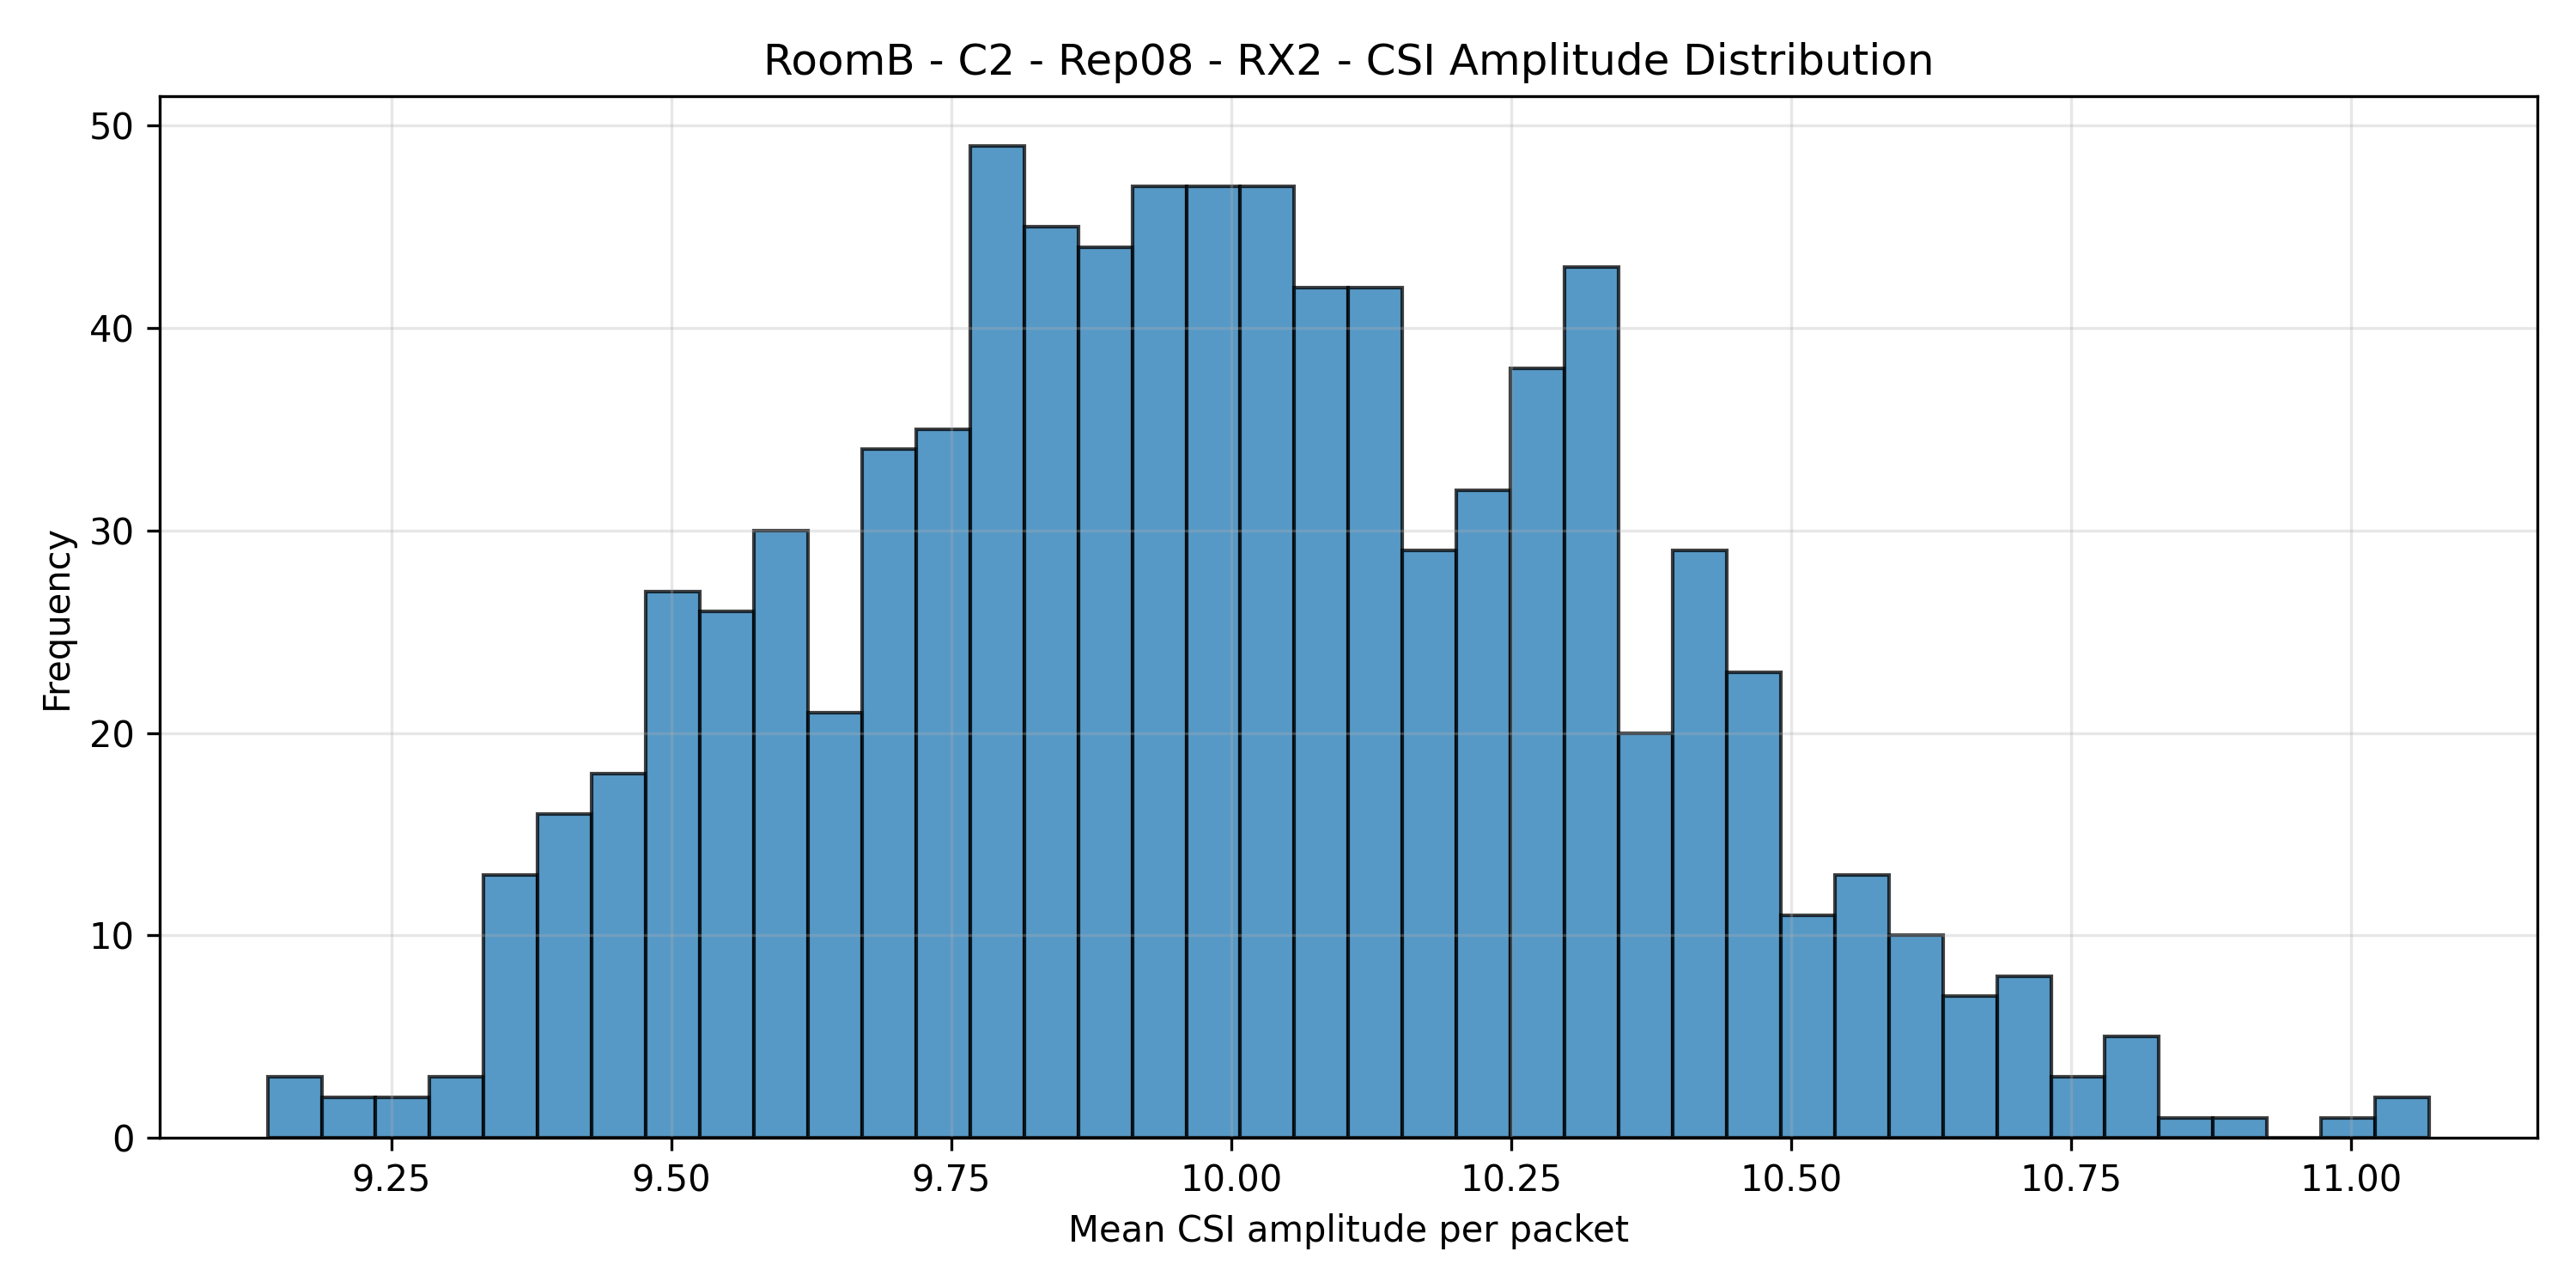 RoomB - C2 - Rep08 - RX2 - CSI Amplitude Distribution
50
40
30
20
10
0
Frequency
9.25 9.50 9.75 10.00 10.25 10.50 10.75 11.00
Mean CSI amplitude per packet